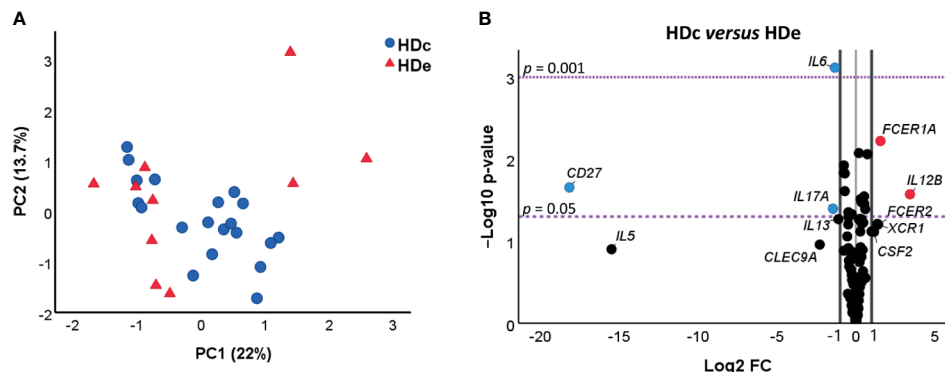 A
HDc
HDe
3
2
1
0
-1
-2
-2 -1 0 1 2 3
PC2 (13.7%)
PC1 (22%)
B
HDc versus HDe
p = 0.001
p = 0.05
IL6
FCER1A
CD27
IL12B
IL17A
FCER2
IL13
XCR1
IL5
CLEC9A
CSF2
3
2
1
0
-20 -15 -10 -5 -1 0 1 5
–Log10 p-value
Log2 FC